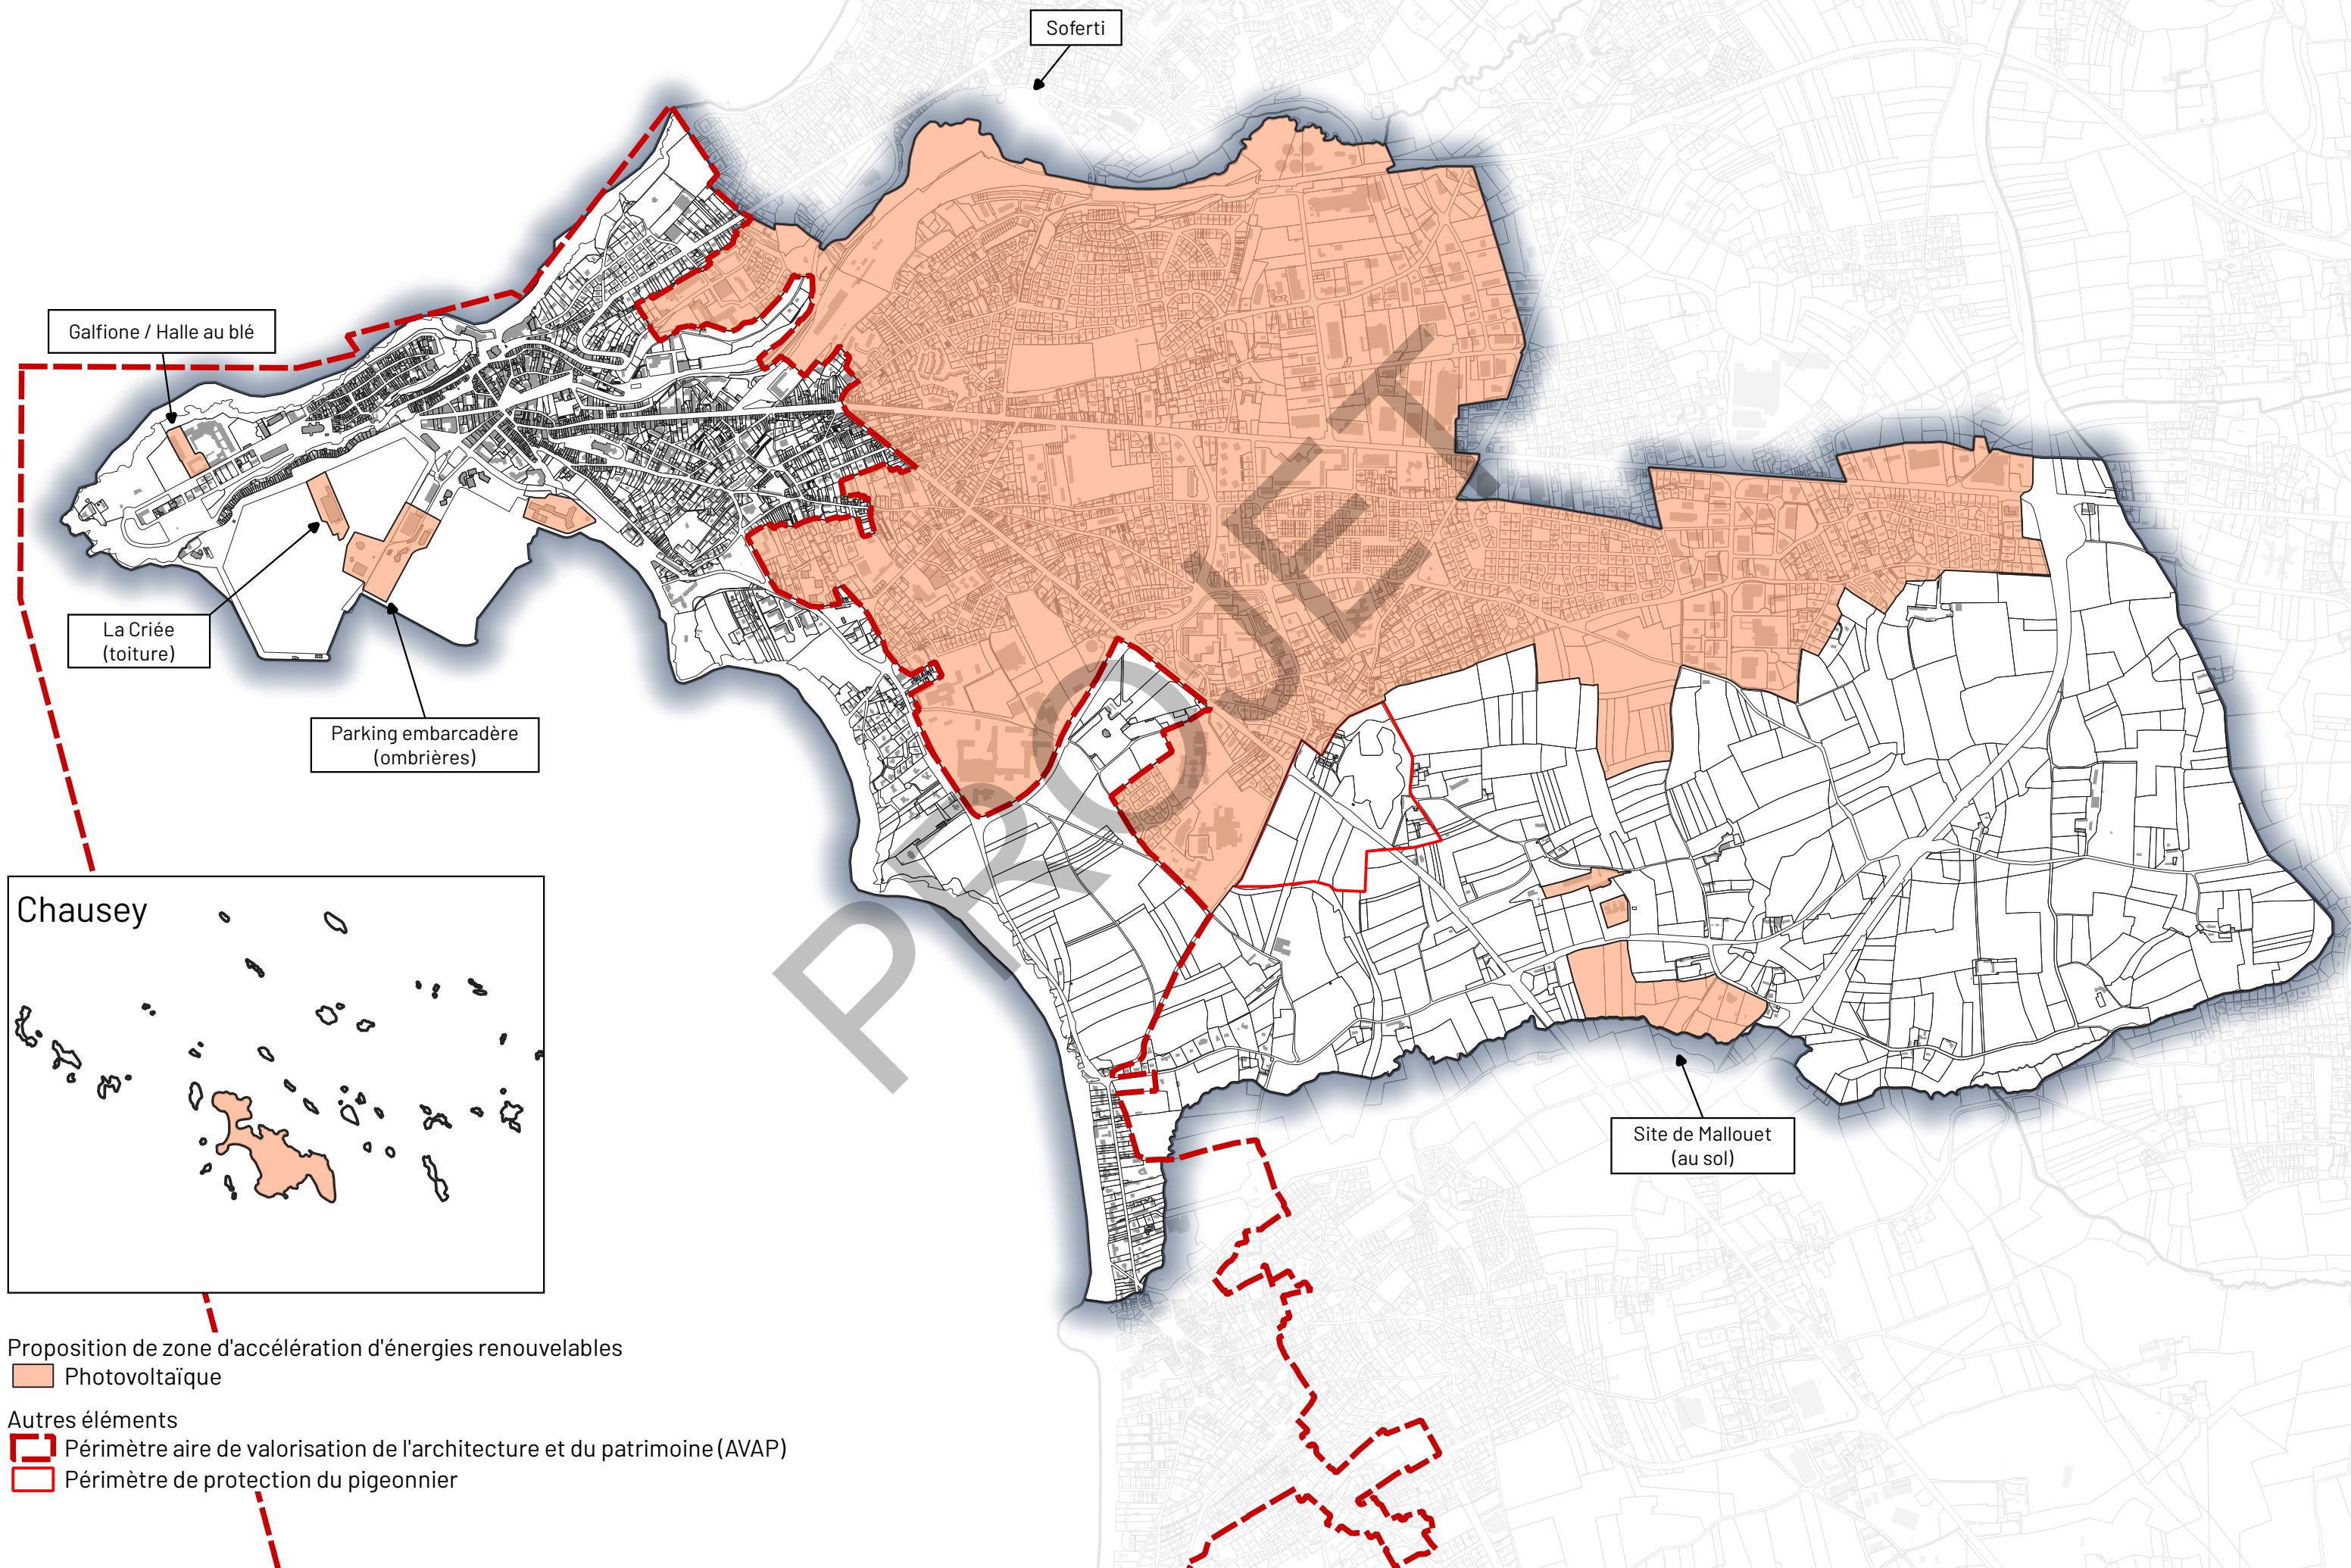 Soferti
Galfione / Halle au blé
La Criée
(toiture)
Parking embarcadère
(ombrières)
PROJET
Chausey
Site de Mallouet
(au sol)
Proposition de zone d'accélération d'énergies renouvelables
Photovoltaïque
Autres éléments
Périmètre aire de valorisation de l'architecture et du patrimoine (AVAP)
Périmètre de protection du pigeonnier